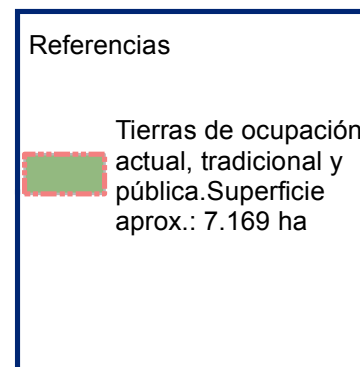 Referencias
Tierras de ocupación
actual, tradicional y
pública.Superficie
aprox.: 7.169 ha